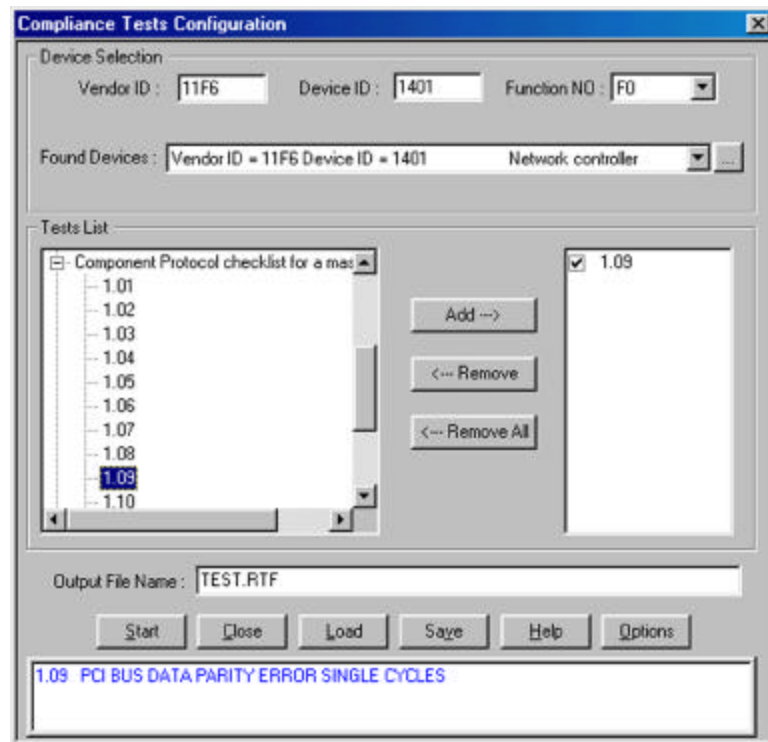 Compliance Tests Configuration
Device Selection
Vendor ID : 11F6 Device ID : 1401 Function NO : F0
Found Devices : Vendor ID = 11F6 Device ID = 1401 Network controller ...
Tests List
Component Protocol checklist for a mas
1.01
1.02
1.03
1.04
1.05
1.06
1.07
1.08
1.09
1.10
Add --->
<--- Remove
<--- Remove All
1.09
Output File Name : TEST.RTF
Start Close Load Save Help Options
1.09 PCI BUS DATA PARITY ERROR SINGLE CYCLES